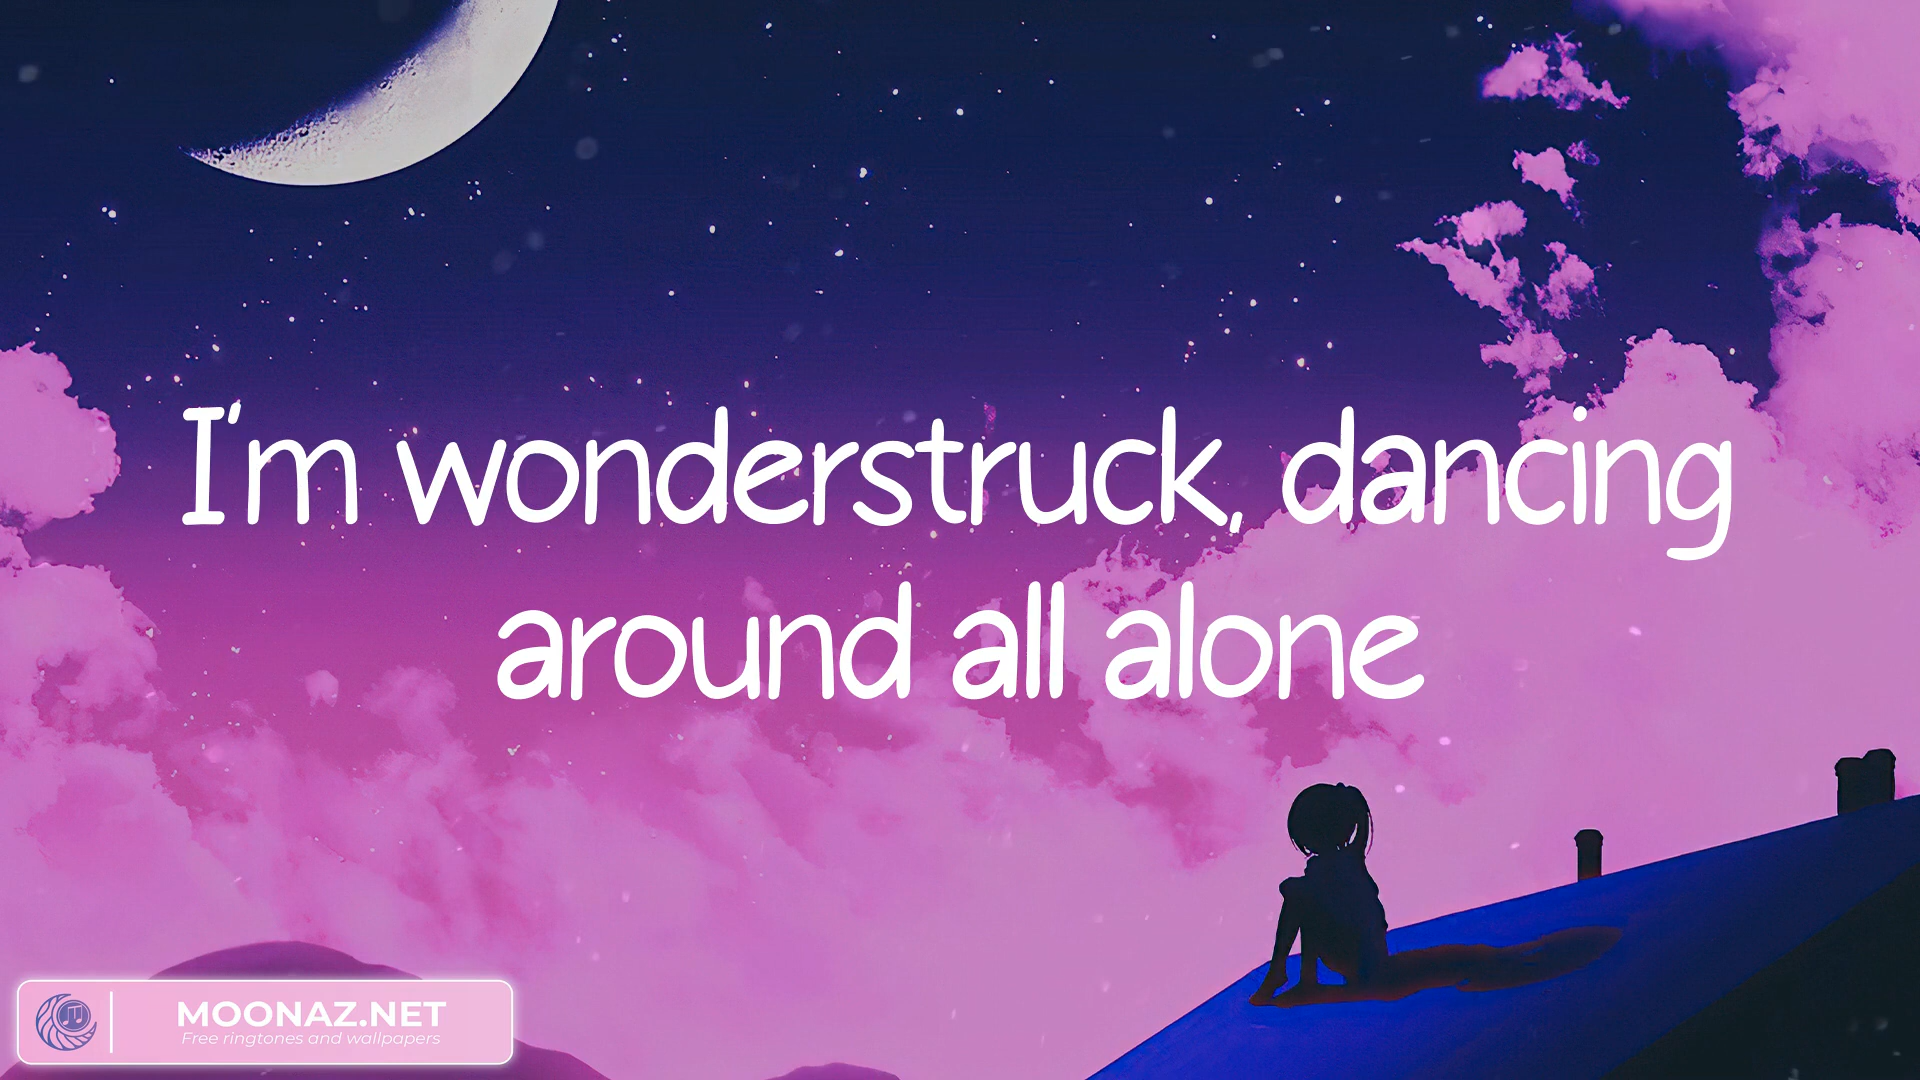 I'm wonderstruck, dancing
around all alone
MOONAZ.NET
Free ringtones and wallpapers